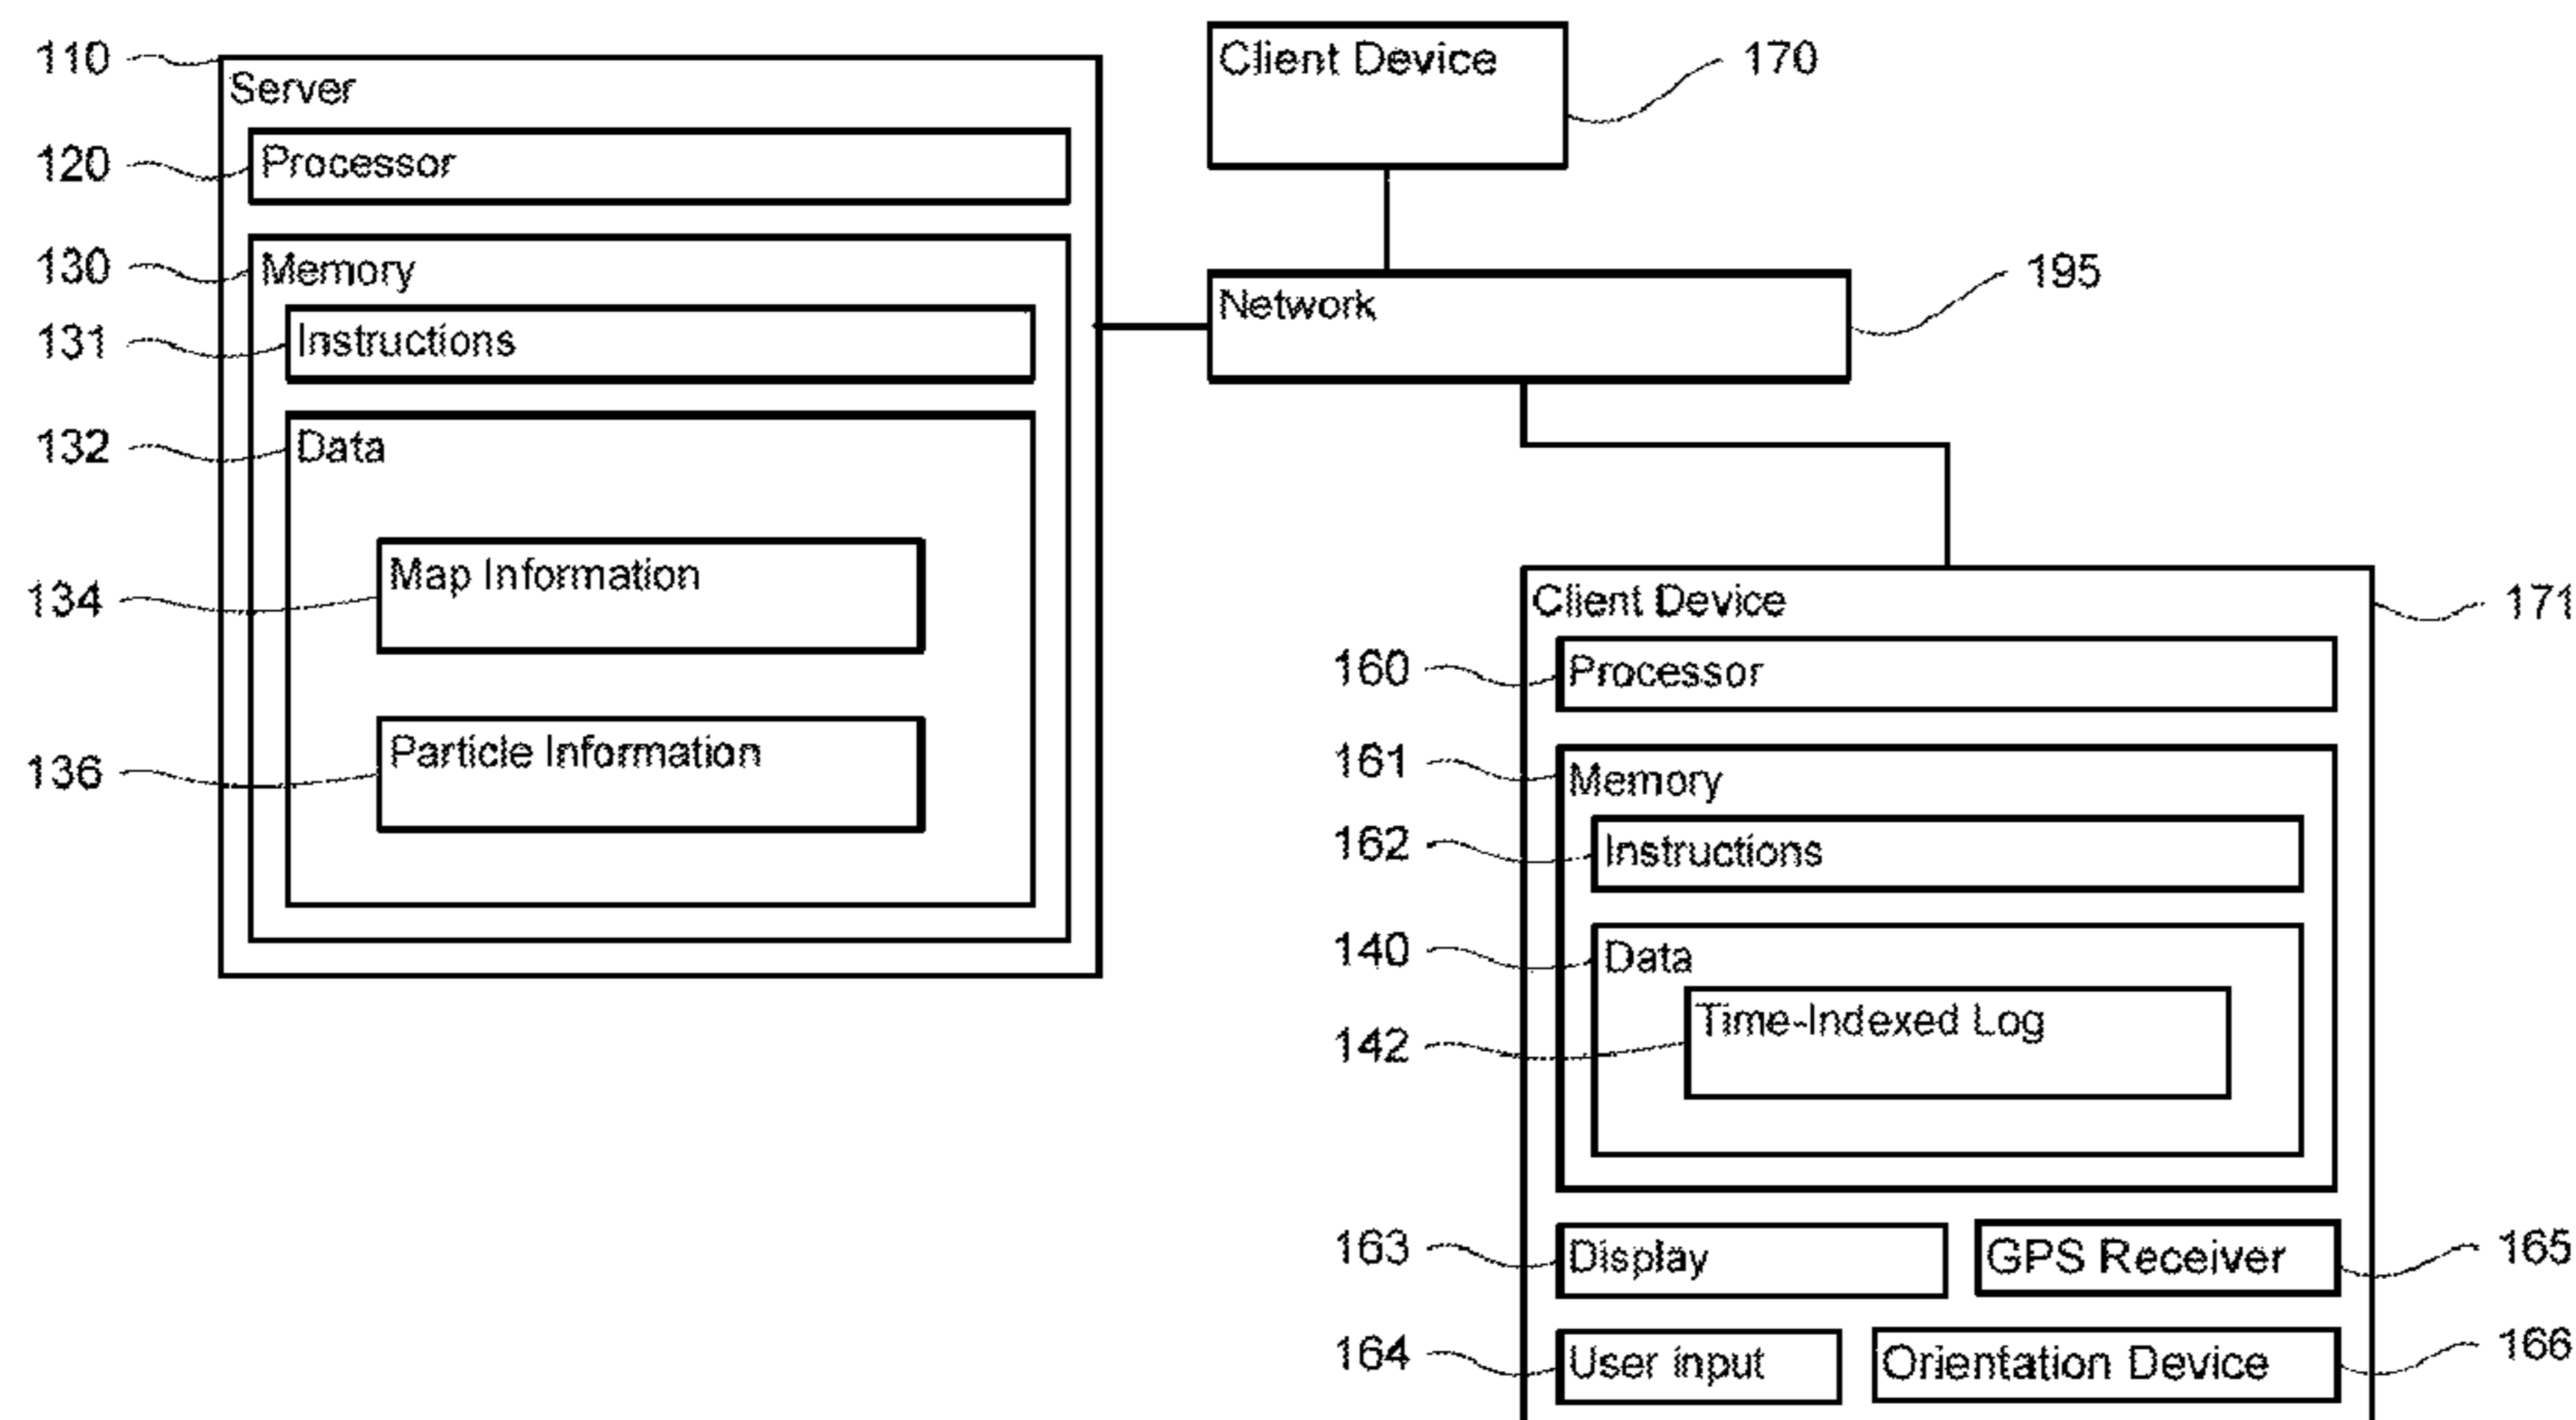 110
Server
120
Processor
130
Memory
131
Instructions
132
Data
134
Map Information
136
Particle Information
Client Device
170
Network
195
Client Device
171
160
Processor
161
Memory
162
Instructions
140
Data
142
Time-Indexed Log
163
Display
GPS Receiver
165
164
User input
Orientation Device
166